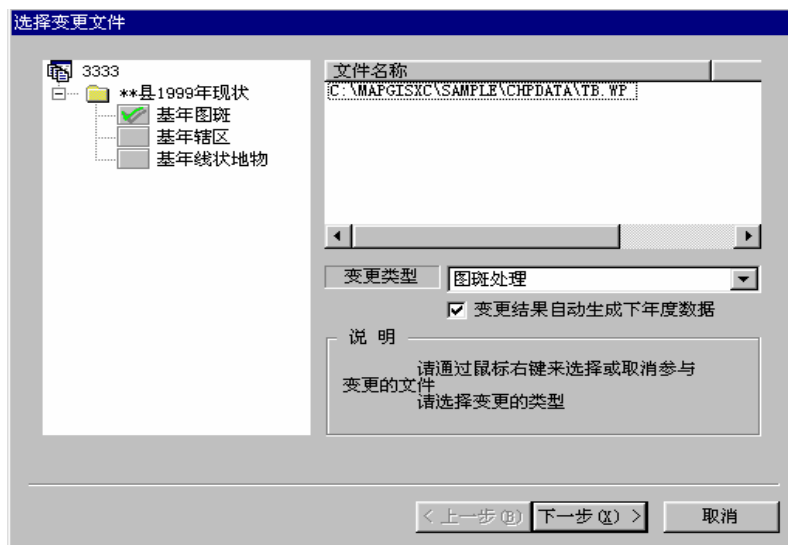 选择变更文件
3333
**县1999年现状
基年图斑
基年辖区
基年线状地物
文件名称
C:\MAPGISXC\SAMPLE\CHPDATA\TB.WP
变更类型
图斑处理
变更结果自动生成下年度数据
说 明
请通过鼠标右键来选择或取消参与
变更的文件
请选择变更的类型
< 上一步(B)
下一步(X) >
取消